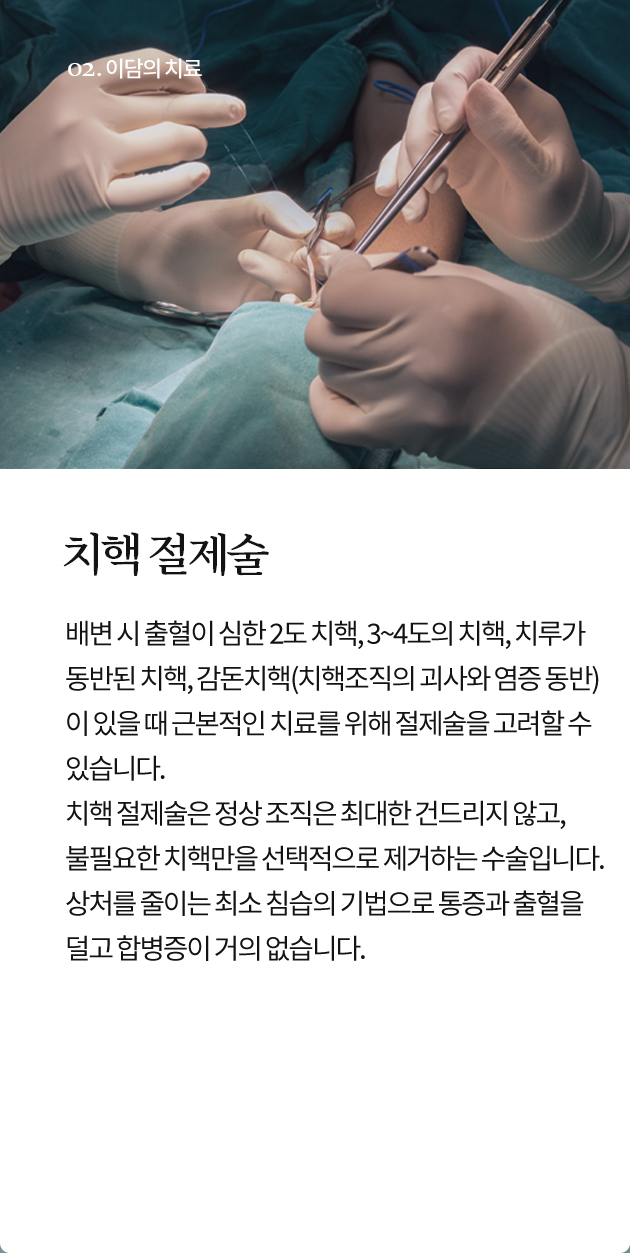 02. 이담의 치료
치핵 절제술
배변 시 출혈이 심한 2도 치핵, 3~4도의 치핵, 치루가
동반된 치핵, 감돈치핵(치핵조직의 괴사와 염증 동반)
이 있을 때 근본적인 치료를 위해 절제술을 고려할 수
있습니다.
치핵 절제술은 정상 조직은 최대한 건드리지 않고,
불필요한 치핵만을 선택적으로 제거하는 수술입니다.
상처를 줄이는 최소 침습의 기법으로 통증과 출혈을
덜고 합병증이 거의 없습니다.